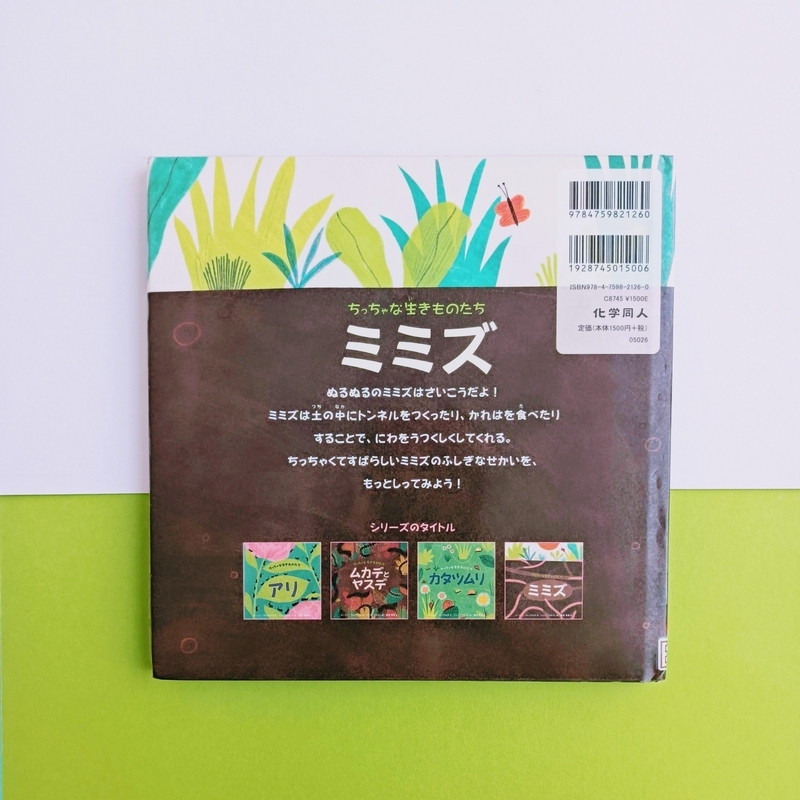 9784759821260
1928745015006
ISBN978-4-7598-2126-0
C8745 ¥1500E
化学同人
定価(本体1500円+税)
05026
ちっちゃな生きものたち
ミミズ
ぬるぬるのミミズはさいこうだよ！
ミミズは土の中にトンネルをつくったり、かれはを食べたり
することで、にわをうつくしくしてくれる。
ちっちゃくてすばらしいミミズのふしぎなせかいを、
もっとしってみよう！
シリーズのタイトル
アリ
ムカデと
ヤスデ
カタツムリ
ミミズ